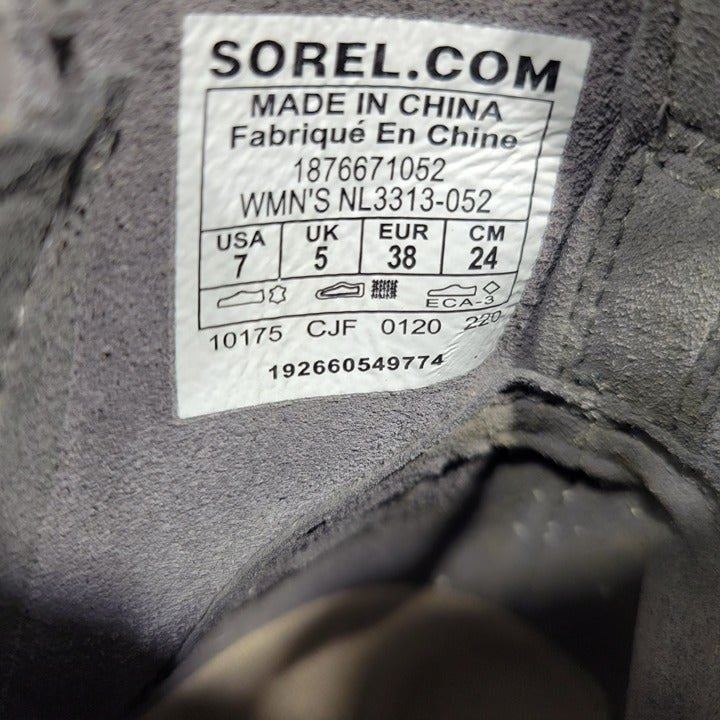 SOREL.COM
MADE IN CHINA
Fabriqué En Chine
1876671052
WMN'S NL3313-052
USA UK EUR CM
7 5 38 24
ECA-3
10175 CJF 0120 220
192660549774